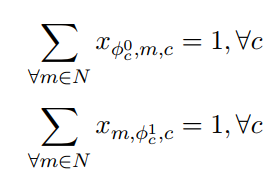 ∑_{∀m∈N} x_{ϕ_c^0,m,c} = 1, ∀c
∑_{∀m∈N} x_{m,ϕ_c^1,c} = 1, ∀c